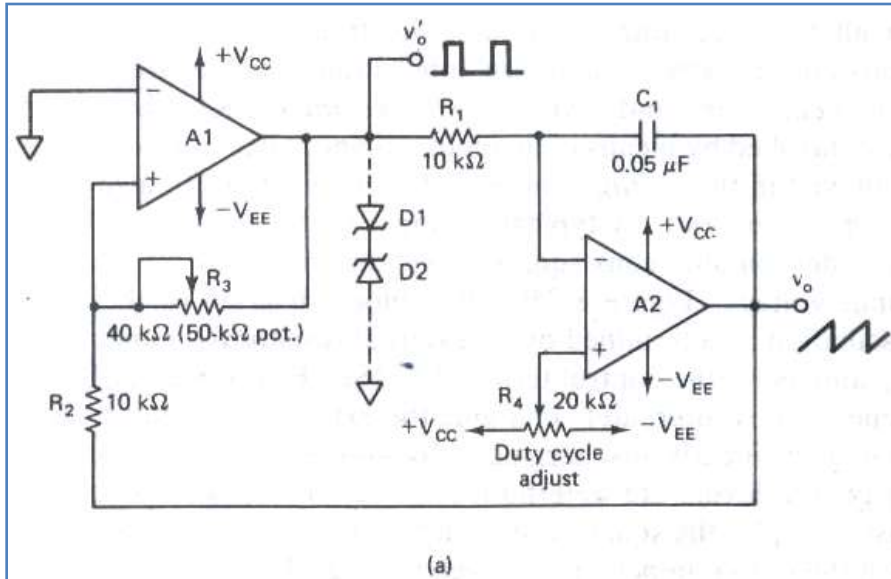 v'o
+VCC
−
A1
+
−VEE
R1
10 kΩ
C1
0.05 μF
D1
D2
R3
40 kΩ (50-kΩ pot.)
R2
10 kΩ
+VCC
−
A2
+
−VEE
vo
R4
20 kΩ
+VCC
−VEE
Duty cycle
adjust
(a)